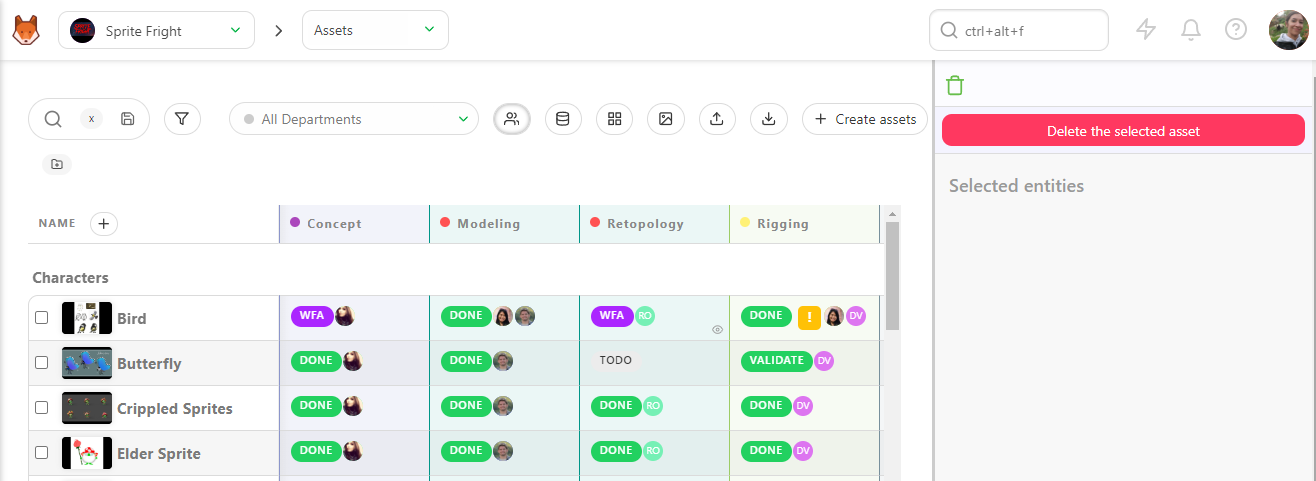 Sprite Fright
Assets
ctrl+alt+f
x
All Departments
Create assets
Delete the selected asset
Selected entities
NAME
Concept
Modeling
Retopology
Rigging
Characters
Bird
WFA
DONE
WFA
RO
DONE
!
DV
Butterfly
DONE
DONE
TODO
VALIDATE
DV
Crippled Sprites
DONE
DONE
DONE
RO
DONE
DV
Elder Sprite
DONE
DONE
DONE
RO
DONE
DV